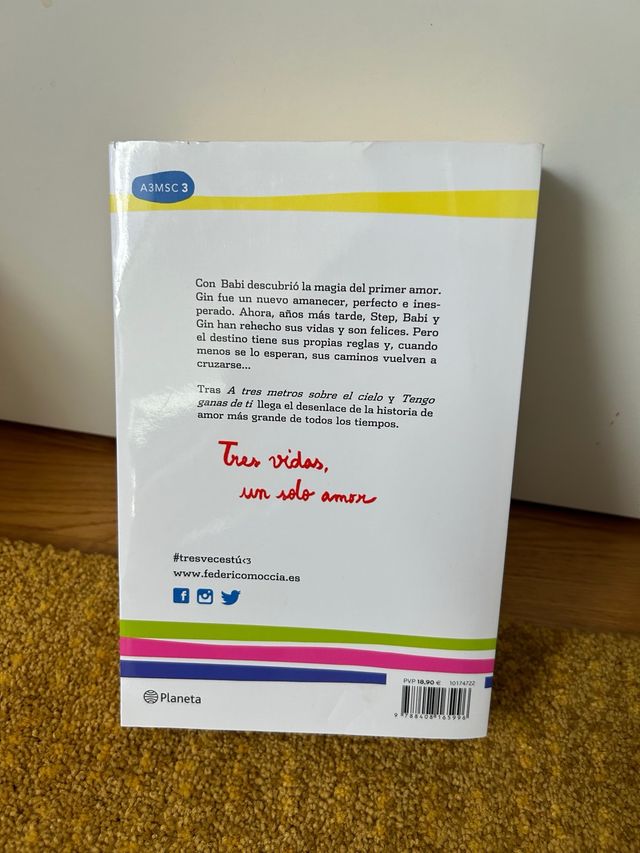 A3MSC 3
Con Babi descubrió la magia del primer amor.
Gin fue un nuevo amanecer, perfecto e ines-
perado. Ahora, años más tarde, Step, Babi y
Gin han rehecho sus vidas y son felices. Pero
el destino tiene sus propias reglas y, cuando
menos se lo esperan, sus caminos vuelven a
cruzarse...
Tras A tres metros sobre el cielo y Tengo
ganas de ti llega el desenlace de la historia de
amor más grande de todos los tiempos.
Tres vidas,
un solo amor
#tresvecestú<3
www.federicomoccia.es
PVP 18,90 € 10174722
Planeta
9 788408 165996